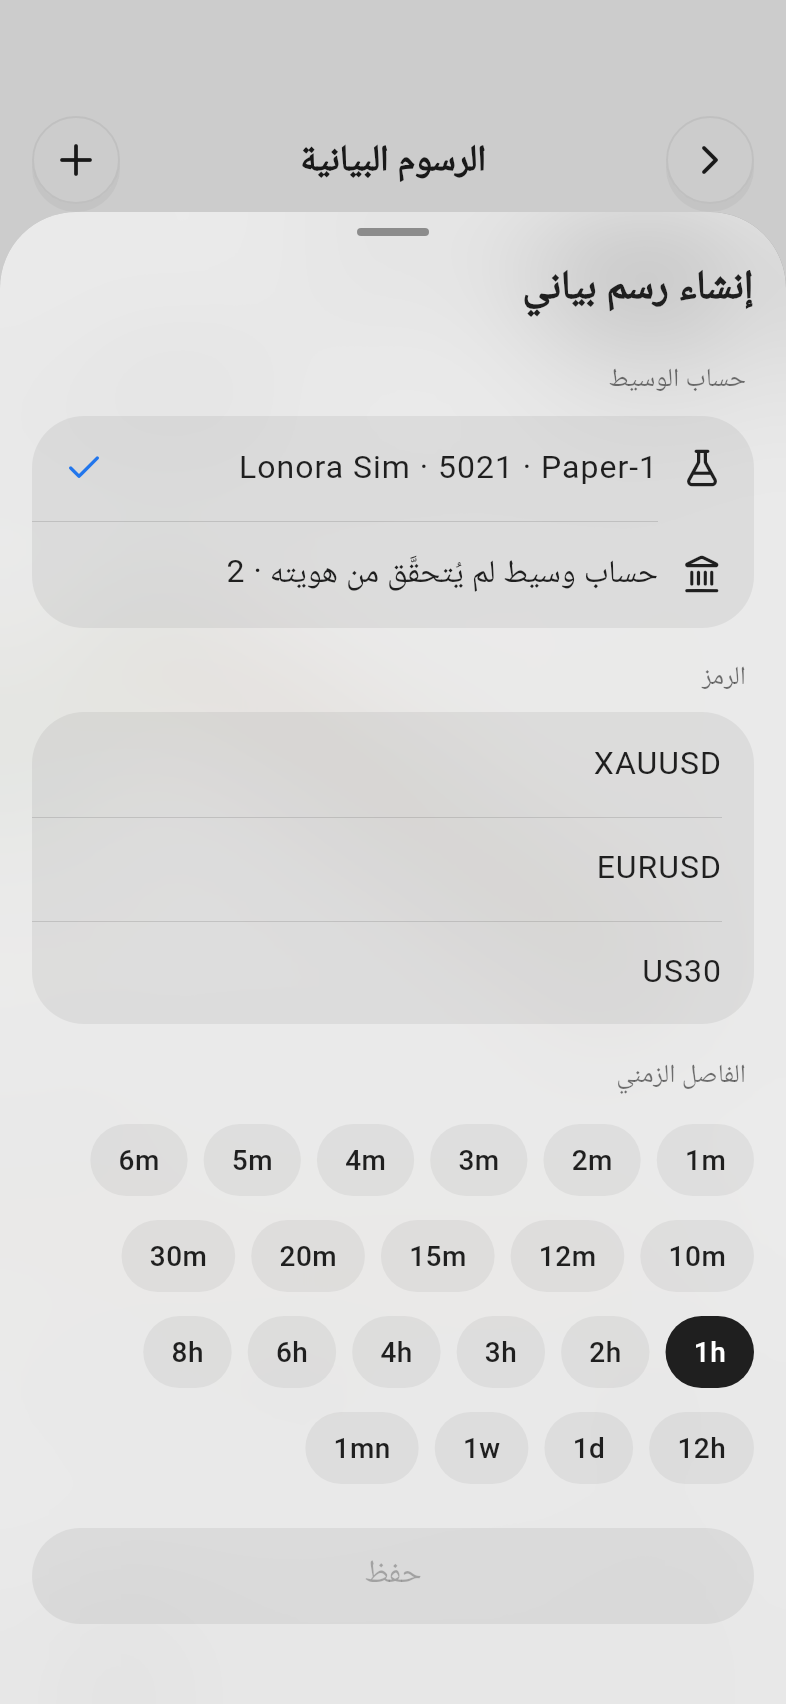 الرسوم البيانية
إنشاء رسم بياني
حساب الوسيط
Lonora Sim · 5021 · Paper-1
حساب وسيط لم يُتحقَّق من هويته · 2
الرمز
XAUUSD
EURUSD
US30
الفاصل الزمني
1m 2m 3m 4m 5m 6m
10m 12m 15m 20m 30m
1h 2h 3h 4h 6h 8h
12h 1d 1w 1mn
حفظ